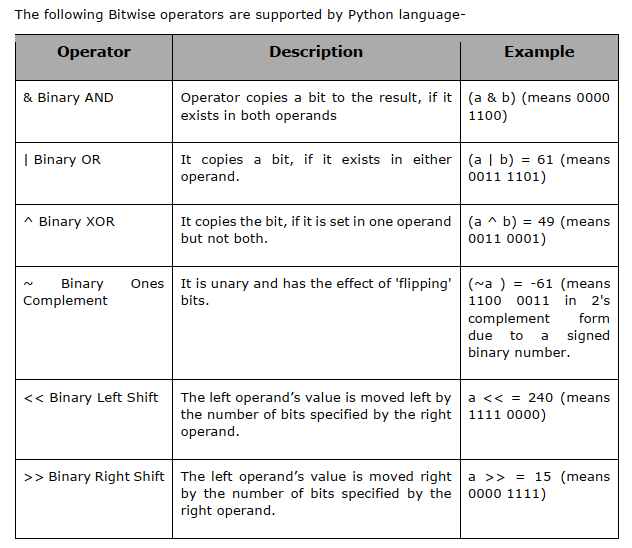 The following Bitwise operators are supported by Python language-
Operator Description Example
& Binary AND
Operator copies a bit to the result, if it
exists in both operands
(a & b) (means 0000
1100)
| Binary OR
It copies a bit, if it exists in either
operand.
(a | b) = 61 (means
0011 1101)
^ Binary XOR
It copies the bit, if it is set in one operand
but not both.
(a ^ b) = 49 (means
0011 0001)
~ Binary Ones
Complement
It is unary and has the effect of 'flipping'
bits.
(~a ) = -61 (means
1100 0011 in 2's
complement form
due to a signed
binary number.
<< Binary Left Shift
The left operand’s value is moved left by
the number of bits specified by the right
operand.
a << = 240 (means
1111 0000)
>> Binary Right Shift
The left operand’s value is moved right
by the number of bits specified by the
right operand.
a >> = 15 (means
0000 1111)